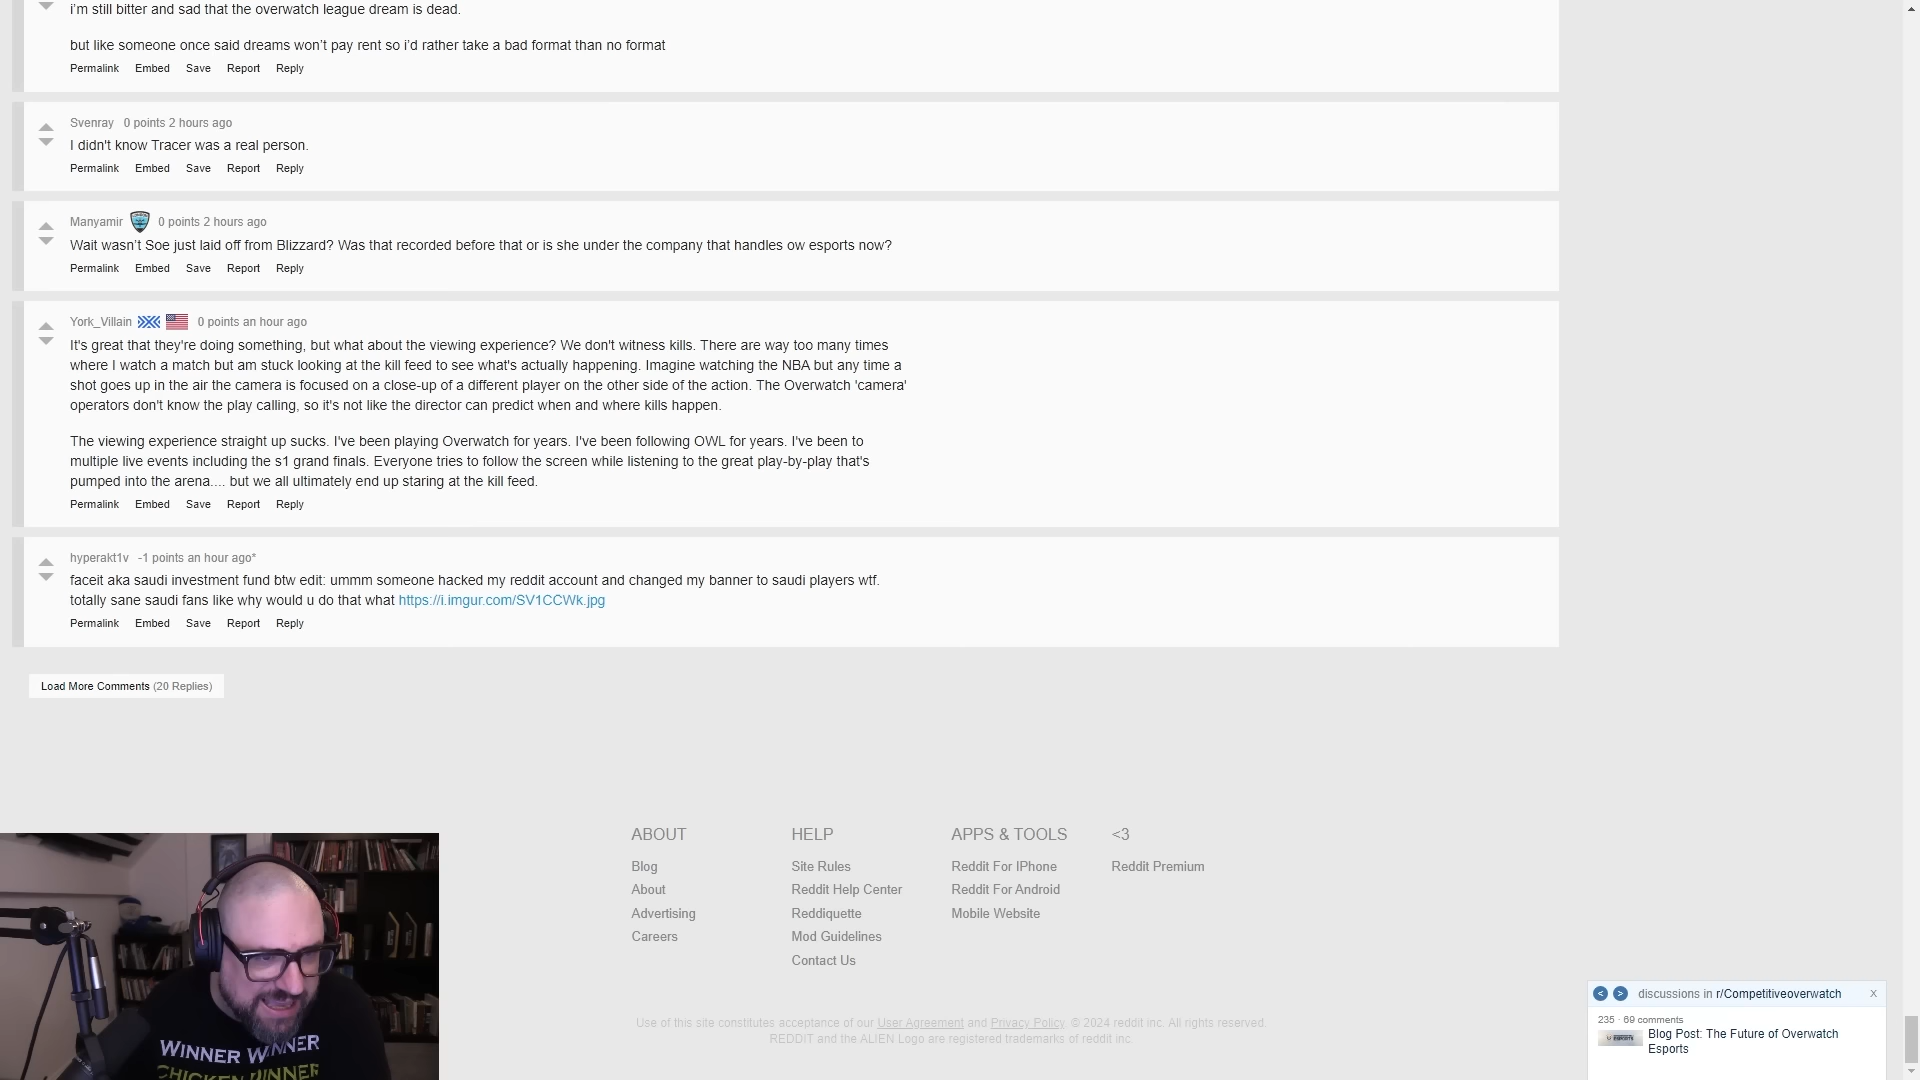 i'm still bitter and sad that the overwatch league dream is dead.
but like someone once said dreams won't pay rent so i'd rather take a bad format than no format
Permalink Embed Save Report Reply
Svenray 0 points 2 hours ago
I didn't know Tracer was a real person.
Permalink Embed Save Report Reply
Manyamir 0 points 2 hours ago
Wait wasn't Soe just laid off from Blizzard? Was that recorded before that or is she under the company that handles ow esports now?
Permalink Embed Save Report Reply
York_Villain 0 points an hour ago
It's great that they're doing something, but what about the viewing experience? We don't witness kills. There are way too many times
where I watch a match but am stuck looking at the kill feed to see what's actually happening. Imagine watching the NBA but any time a
shot goes up in the air the camera is focused on a close-up of a different player on the other side of the action. The Overwatch 'camera'
operators don't know the play calling, so it's not like the director can predict when and where kills happen.
The viewing experience straight up sucks. I've been playing Overwatch for years. I've been following OWL for years. I've been to
multiple live events including the s1 grand finals. Everyone tries to follow the screen while listening to the great play-by-play that's
pumped into the arena.... but we all ultimately end up staring at the kill feed.
Permalink Embed Save Report Reply
hyperakt1v -1 points an hour ago*
faceit aka saudi investment fund btw edit: ummm someone hacked my reddit account and changed my banner to saudi players wtf.
totally sane saudi fans like why would u do that what https://i.imgur.com/SV1CCWk.jpg
Permalink Embed Save Report Reply
Load More Comments (20 Replies)
ABOUT
Blog
About
Advertising
Careers
HELP
Site Rules
Reddit Help Center
Reddiquette
Mod Guidelines
Contact Us
APPS & TOOLS
Reddit For IPhone
Reddit For Android
Mobile Website
<3
Reddit Premium
Use of this site constitutes acceptance of our User Agreement and Privacy Policy. © 2024 reddit inc. All rights reserved.
REDDIT and the ALIEN Logo are registered trademarks of reddit inc.
WINNER WINNER
CHICKEN DINNER
< > discussions in r/Competitiveoverwatch X
235 · 69 comments
Blog Post: The Future of Overwatch
Esports